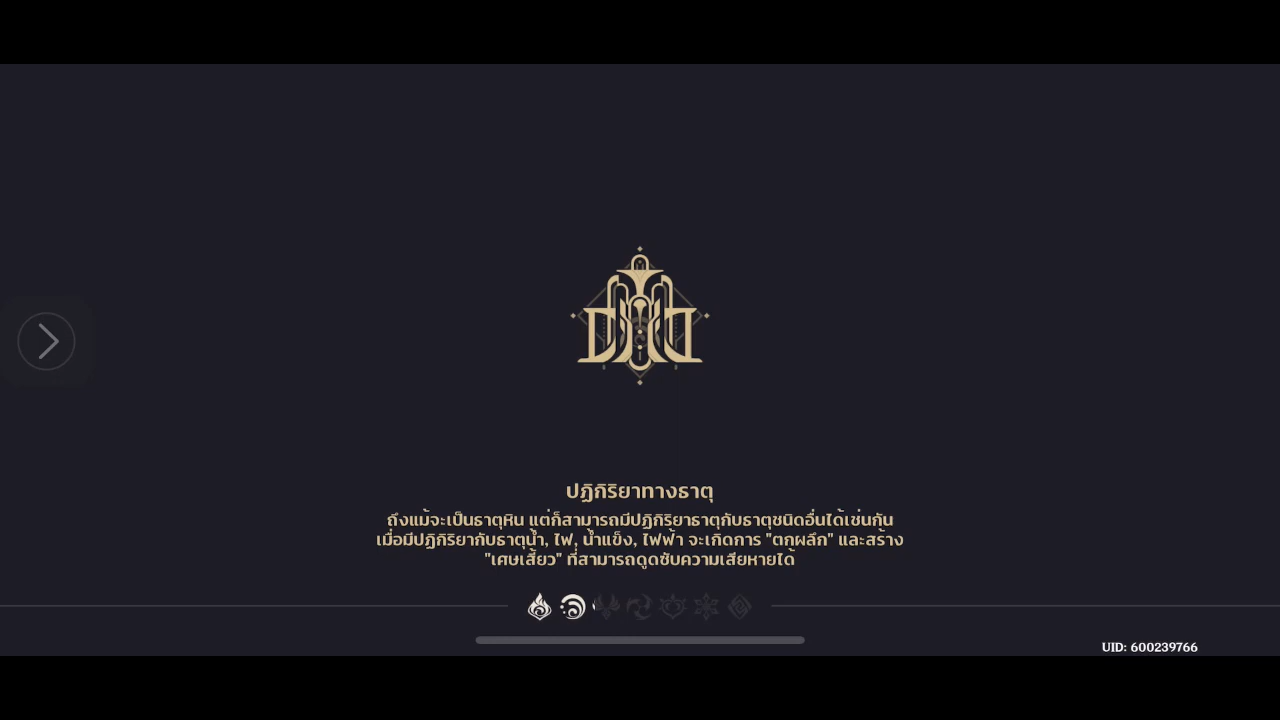 ปฏิกิริยาทางธาตุ
ถึงแม้จะเป็นธาตุหิน แต่ก็สามารถมีปฏิกิริยาธาตุกับธาตุชนิดอื่นได้เช่นกัน
เมื่อมีปฏิกิริยากับธาตุน้ำ, ไฟ, น้ำแข็ง, ไฟฟ้า จะเกิดการ "ตกผลึก" และสร้าง
"เศษเสี้ยว" ที่สามารถดูดซับความเสียหายได้
UID: 600239766